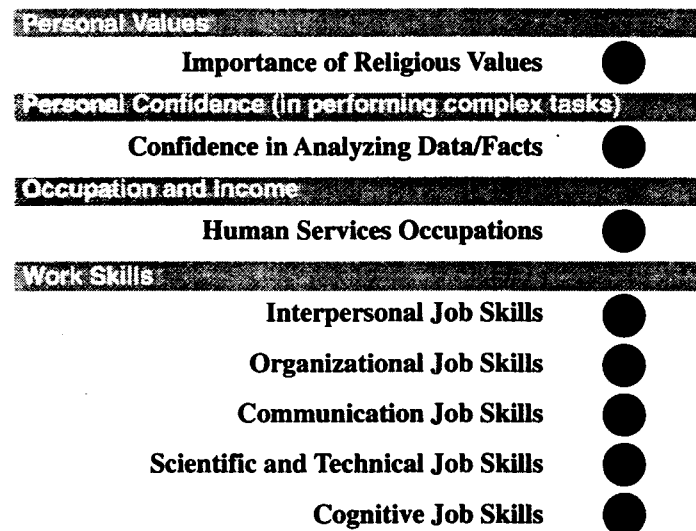 Personal Values
Importance of Religious Values
Personal Confidence (in performing complex tasks)
Confidence in Analyzing Data/Facts
Occupation and Income
Human Services Occupations
Work Skills
Interpersonal Job Skills
Organizational Job Skills
Communication Job Skills
Scientific and Technical Job Skills
Cognitive Job Skills